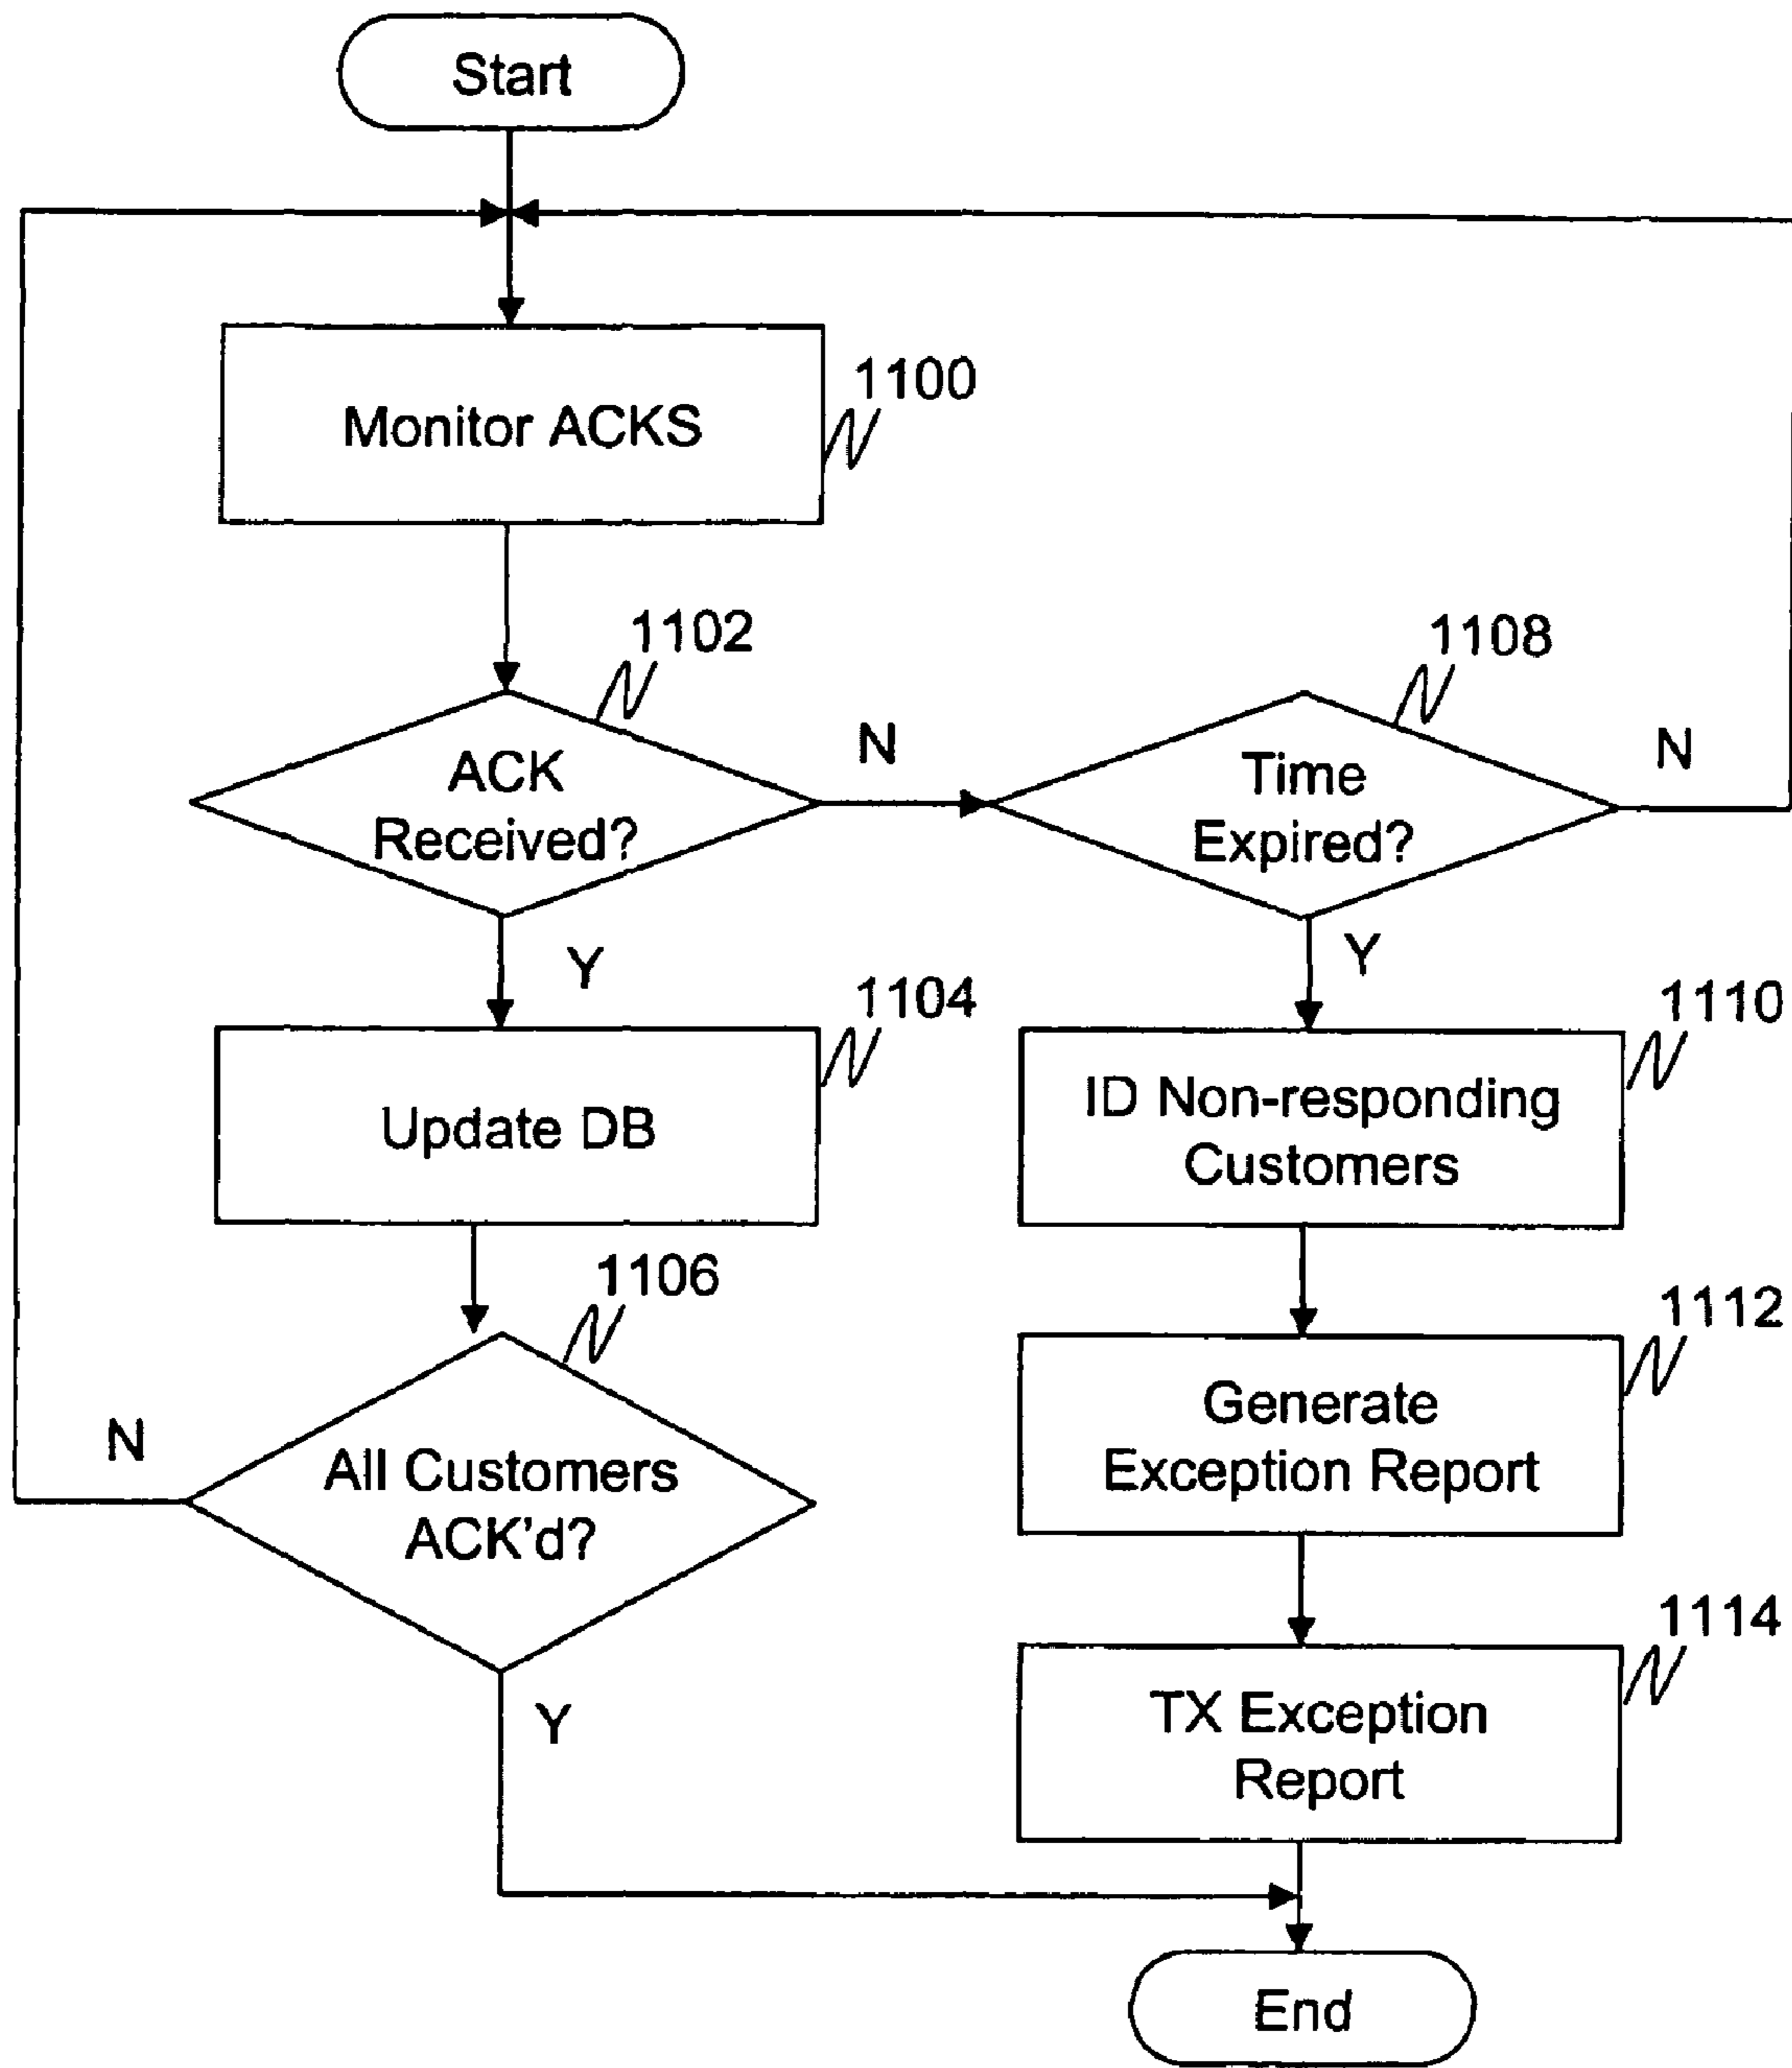 Start
1100
Monitor ACKS
1102
ACK
Received?
N
Y
1108
Time
Expired?
N
Y
1104
Update DB
1110
ID Non-responding
Customers
1106
All Customers
ACK'd?
N
Y
1112
Generate
Exception Report
1114
TX Exception
Report
End